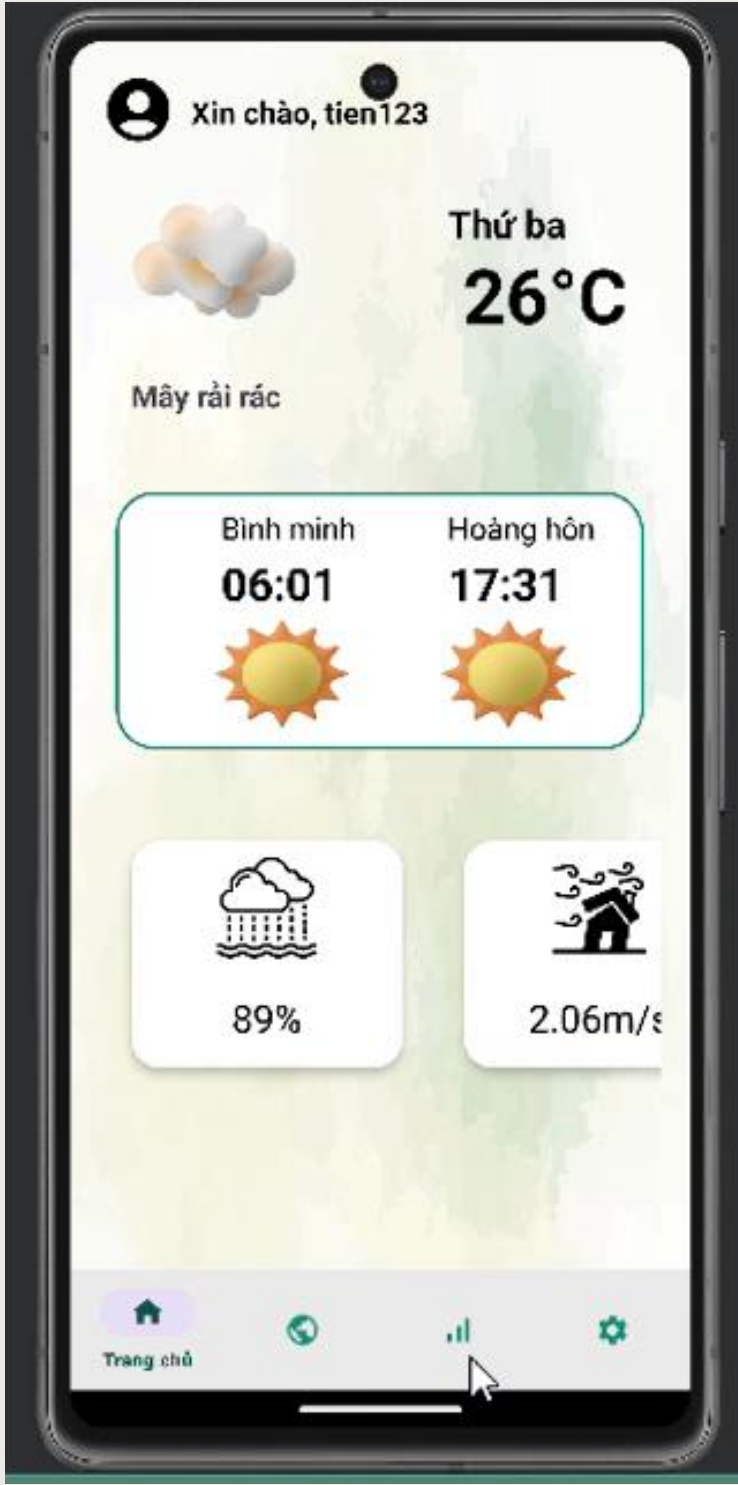 Xin chào, tien123
Thứ ba
26°C
Mây rải rác
Bình minh
Hoàng hôn
06:01
17:31
89%
2.06m/s
Trang chủ